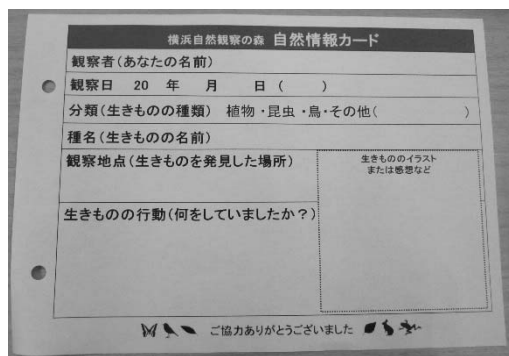 横浜自然観察の森 自然情報カード
観察者(あなたの名前)
観察日 20 年 月 日( )
分類(生きものの種類) 植物・昆虫・鳥・その他( )
種名(生きものの名前)
観察地点(生きものを発見した場所)
生きもののイラスト
または感想など
生きものの行動(何をしていましたか?)
ご協力ありがとうございました